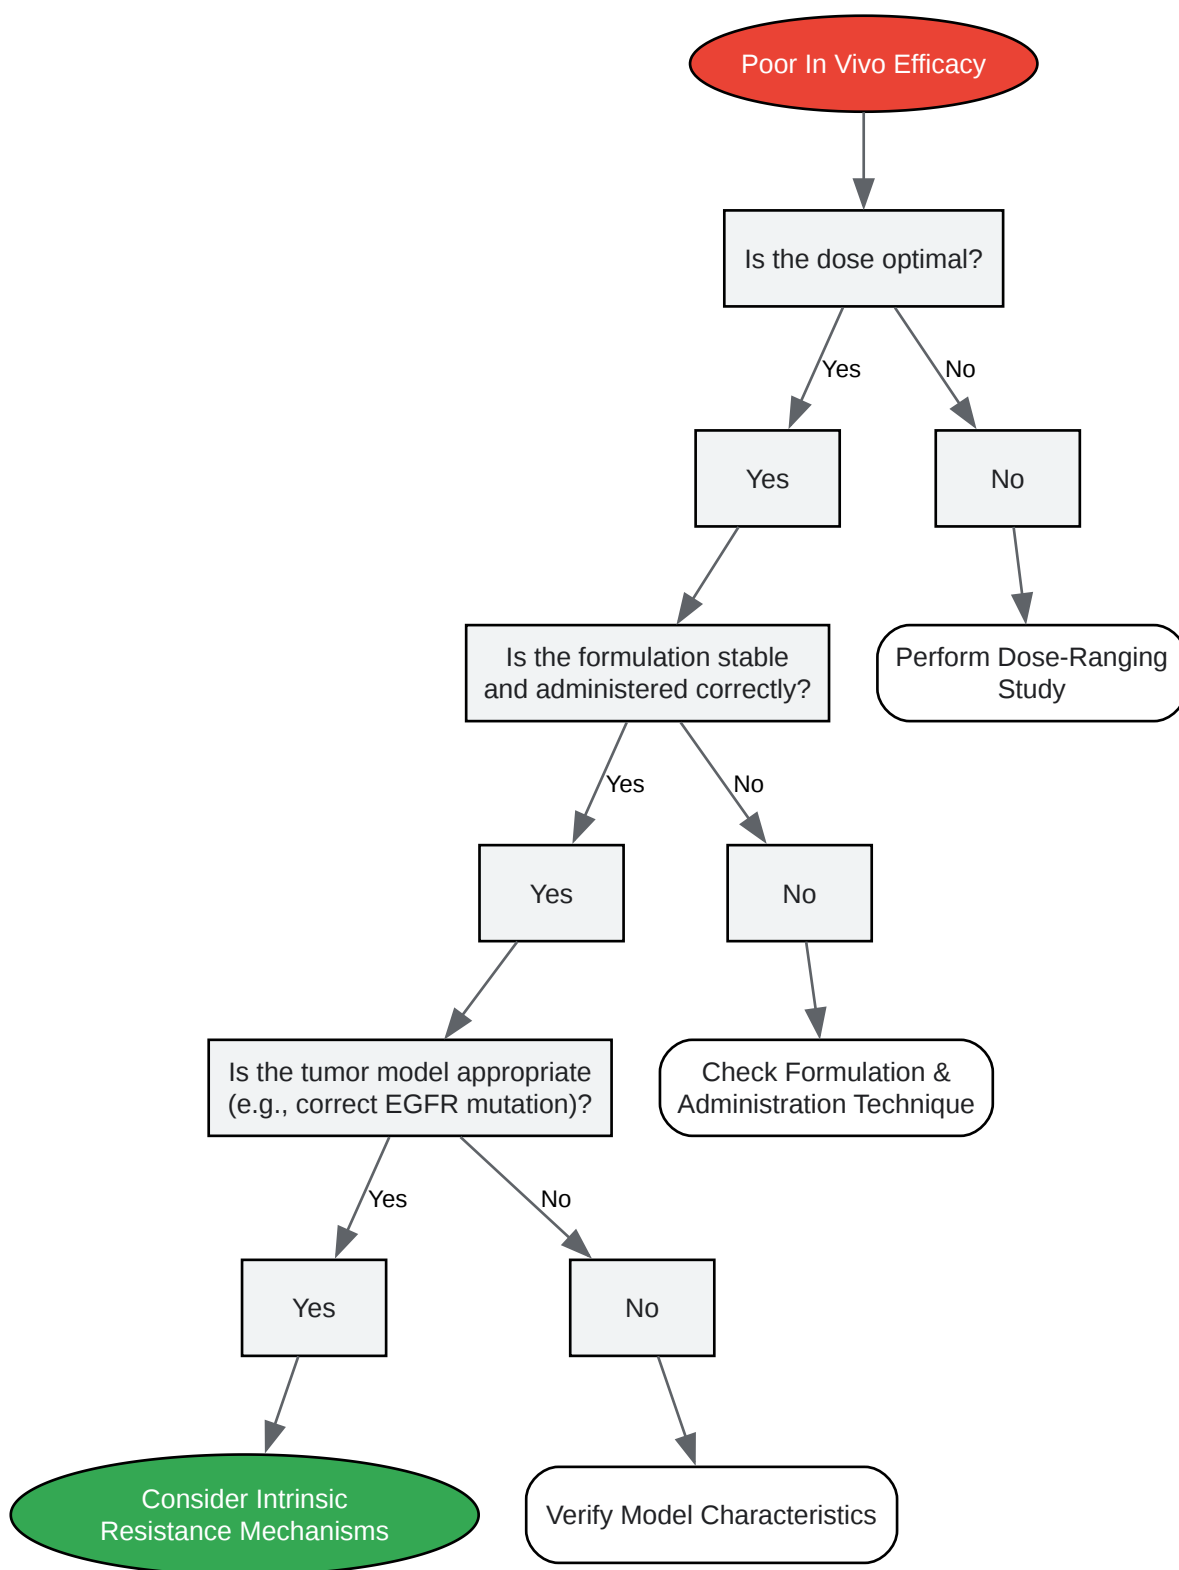 Poor In Vivo Efficacy
Is the dose optimal?
Yes
No
Yes
No
Is the formulation stable
and administered correctly?
Perform Dose-Ranging
Study
Yes
No
Yes
No
Is the tumor model appropriate
(e.g., correct EGFR mutation)?
Check Formulation &
Administration Technique
Yes
No
Yes
No
Consider Intrinsic
Resistance Mechanisms
Verify Model Characteristics